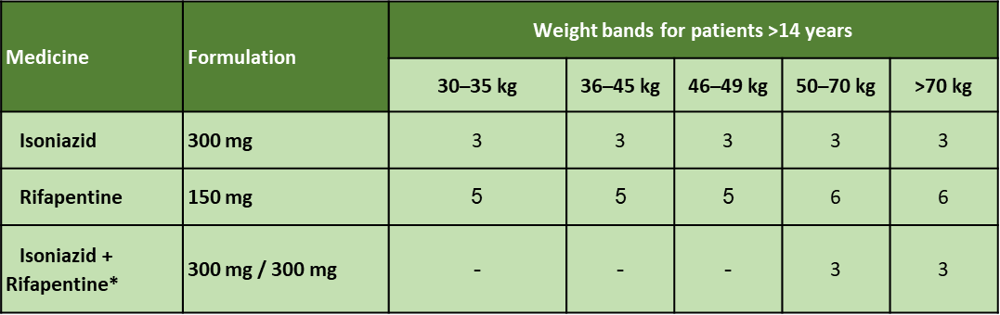 Medicine Formulation Weight bands for patients >14 years
30–35 kg 36–45 kg 46–49 kg 50–70 kg >70 kg
Isoniazid 300 mg 3 3 3 3 3
Rifapentine 150 mg 5 5 5 6 6
Isoniazid +
Rifapentine* 300 mg / 300 mg - - - 3 3